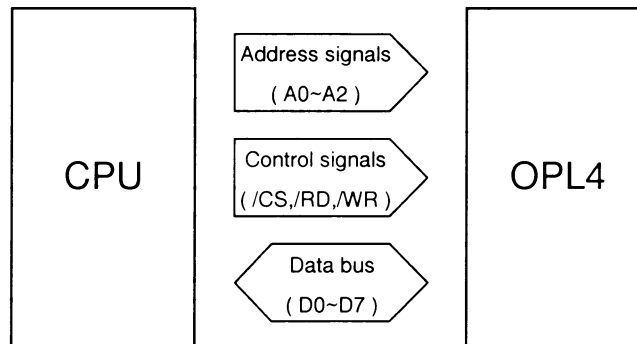 Address signals
( A0~A2 )
CPU
Control signals
( /CS,/RD,/WR )
OPL4
Data bus
( D0~D7 )